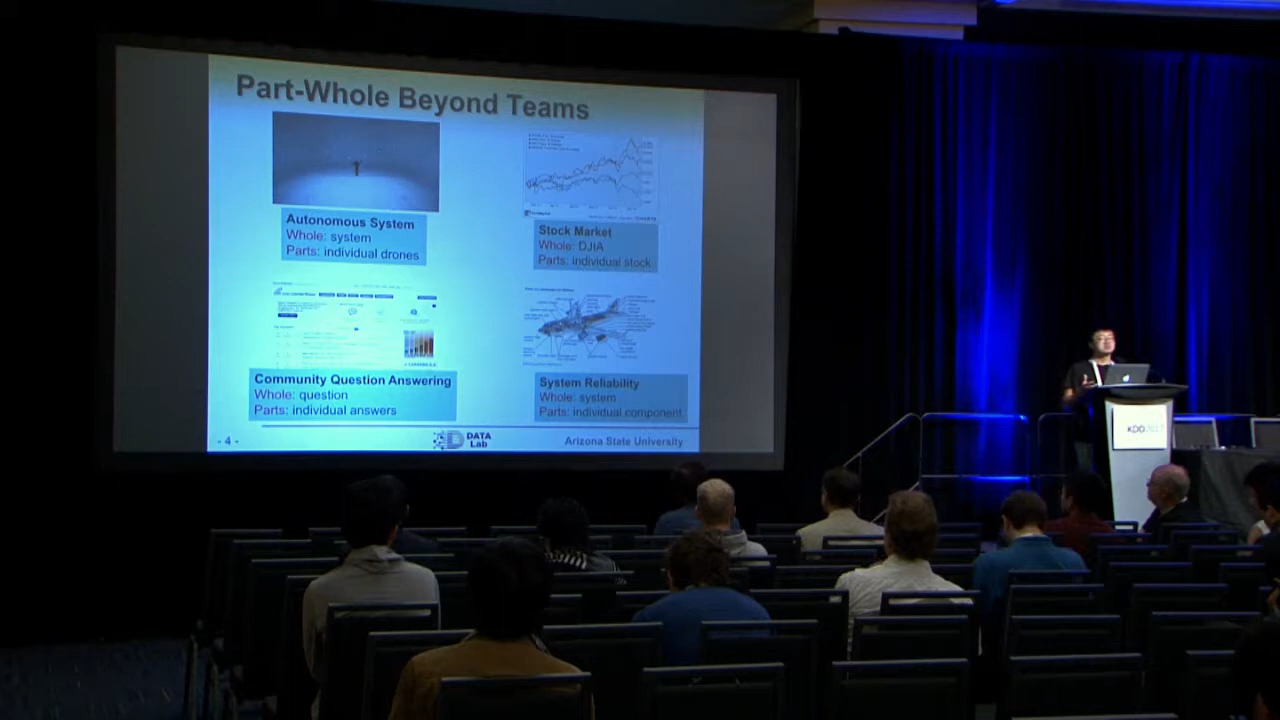 Part-Whole Beyond Teams
Autonomous System
Whole: system
Parts: individual drones
Stock Market
Whole: DJIA
Parts: individual stock
Community Question Answering
Whole: question
Parts: individual answers
System Reliability
Whole: system
Parts: individual component
- 4 -
DATA
Lab
Arizona State University
KDD2017